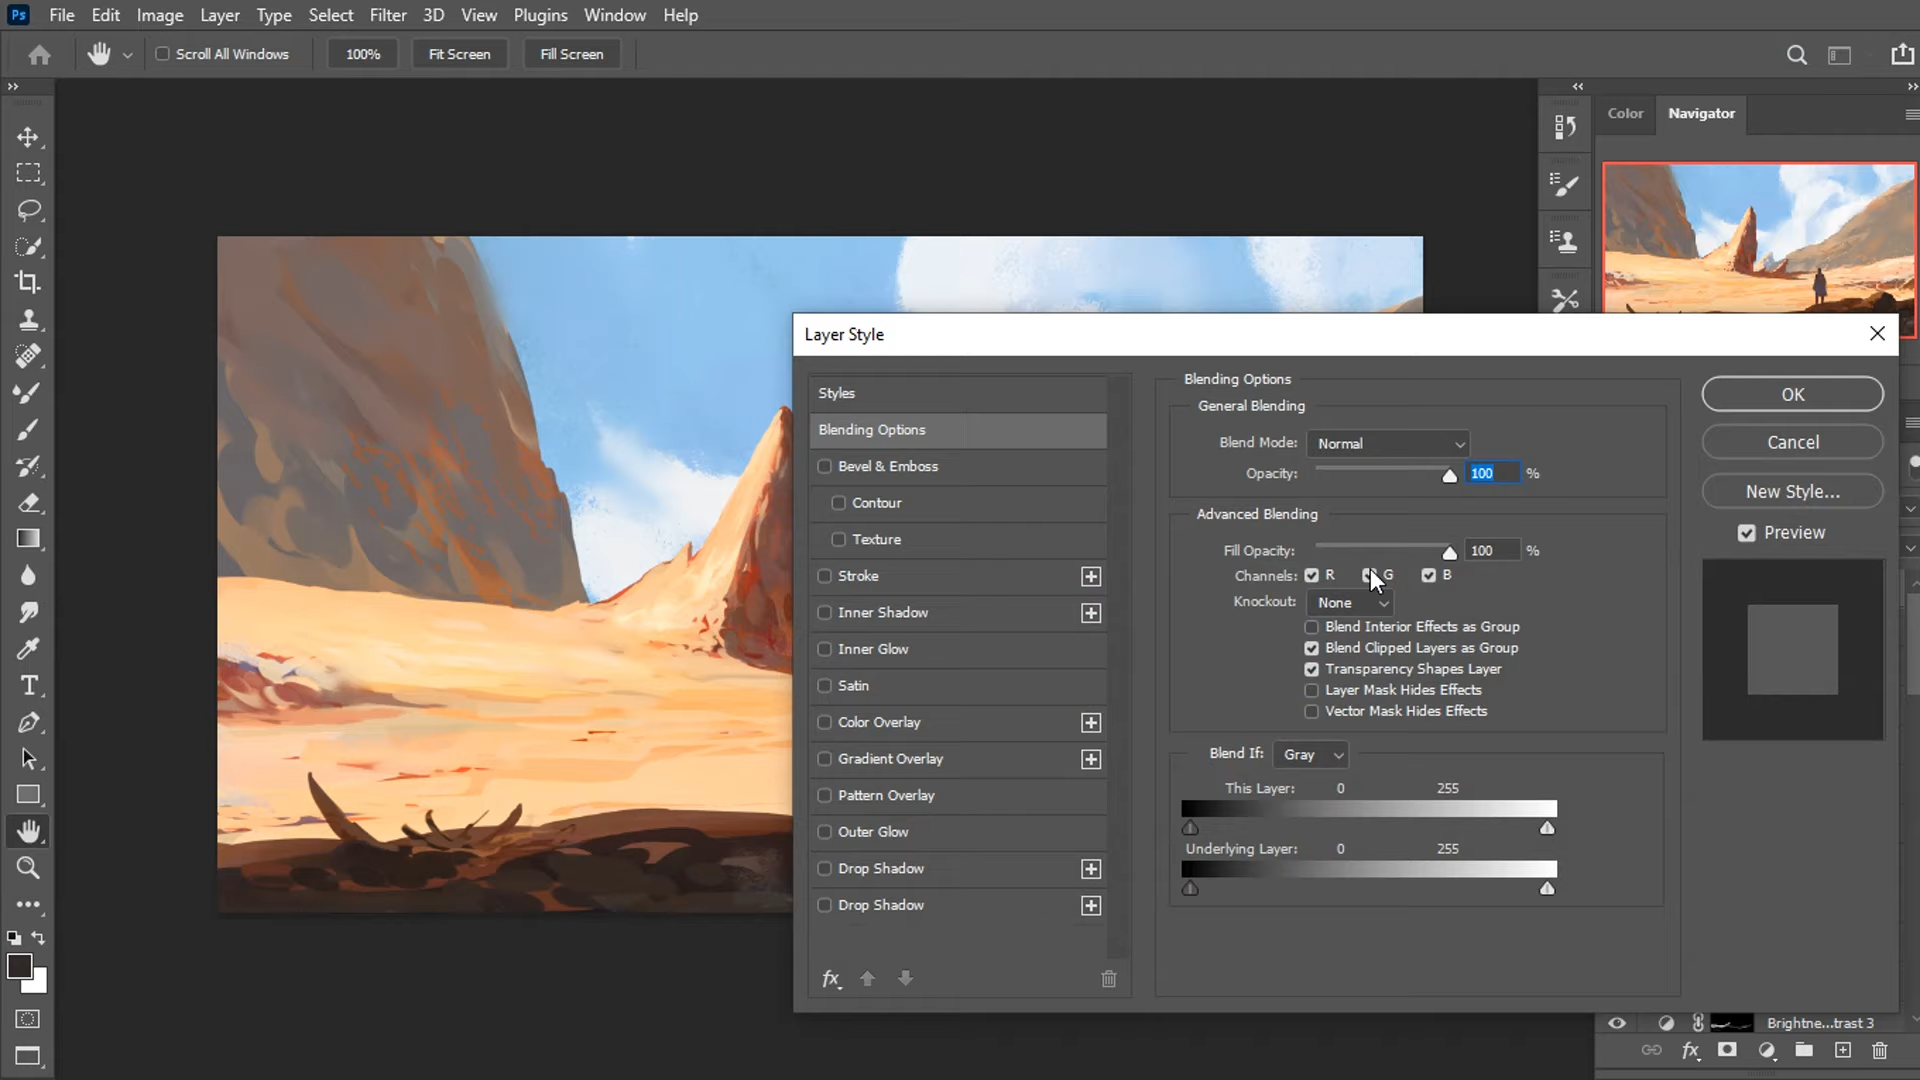 Ps File Edit Image Layer Type Select Filter 3D View Plugins Window Help
Scroll All Windows 100% Fit Screen Fill Screen
Color Navigator
Layer Style
Styles
Blending Options
Bevel & Emboss
Contour
Texture
Stroke
Inner Shadow
Inner Glow
Satin
Color Overlay
Gradient Overlay
Pattern Overlay
Outer Glow
Drop Shadow
Drop Shadow
fx
Blending Options
General Blending
Blend Mode: Normal
Opacity: 100 %
Advanced Blending
Fill Opacity: 100 %
Channels: R G B
Knockout: None
Blend Interior Effects as Group
Blend Clipped Layers as Group
Transparency Shapes Layer
Layer Mask Hides Effects
Vector Mask Hides Effects
Blend If: Gray
This Layer: 0 255
Underlying Layer: 0 255
OK
Cancel
New Style...
Preview
Brightne...trast 3
fx